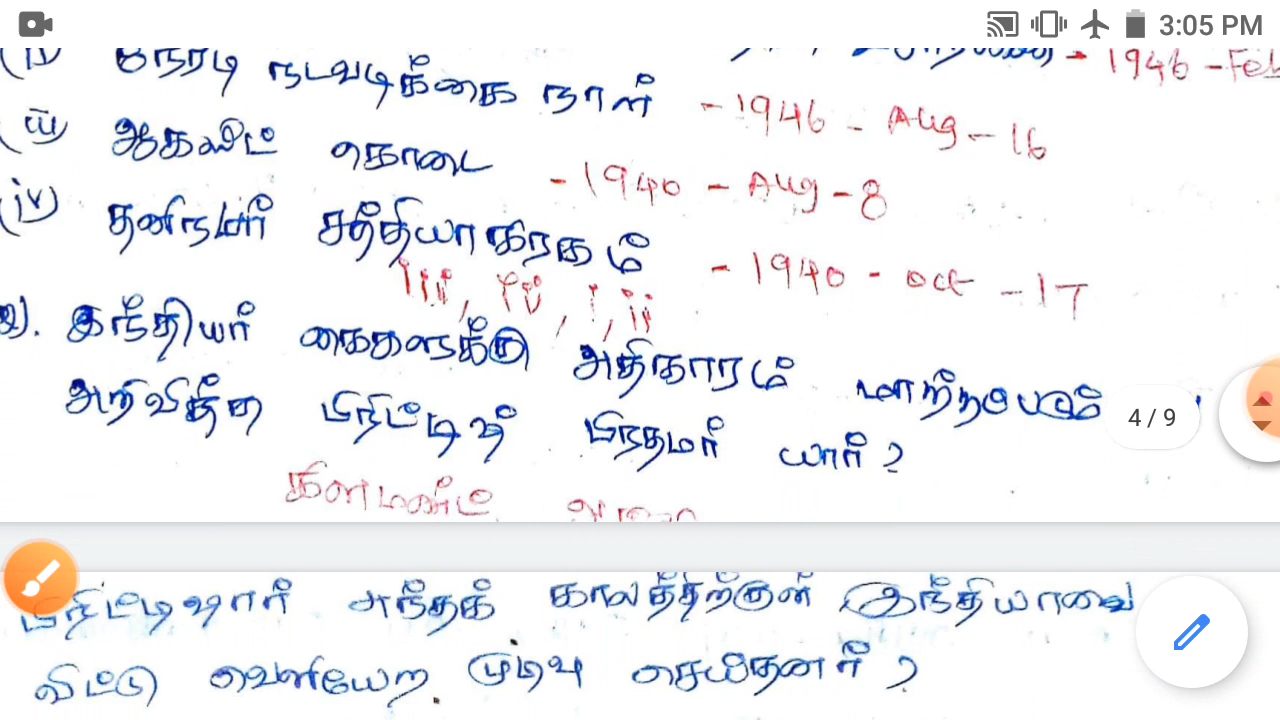 3:05 PM
- 1946 - Feb
நேரடி நடவடிக்கை நாள் - 1946 - Aug - 16
iii) ஆகஸ்ட் கொடை - 1940 - Aug - 8
iv) தனிநபர் சத்தியாகிரகம் - 1940 - oct - 17
iii, iv, i, ii
இந்தியர் கைகளுக்கு அதிகாரம் மாற்றப்படும்
அறிவித்த பிரிட்டிஷ் பிரதமர் யார்?
4 / 9
கிளமண்ட்
பிரிட்டிஷார் அந்தக் காலத்திற்குள் இந்தியாவை
விட்டு வெளியேற முடிவு செய்தனர்?